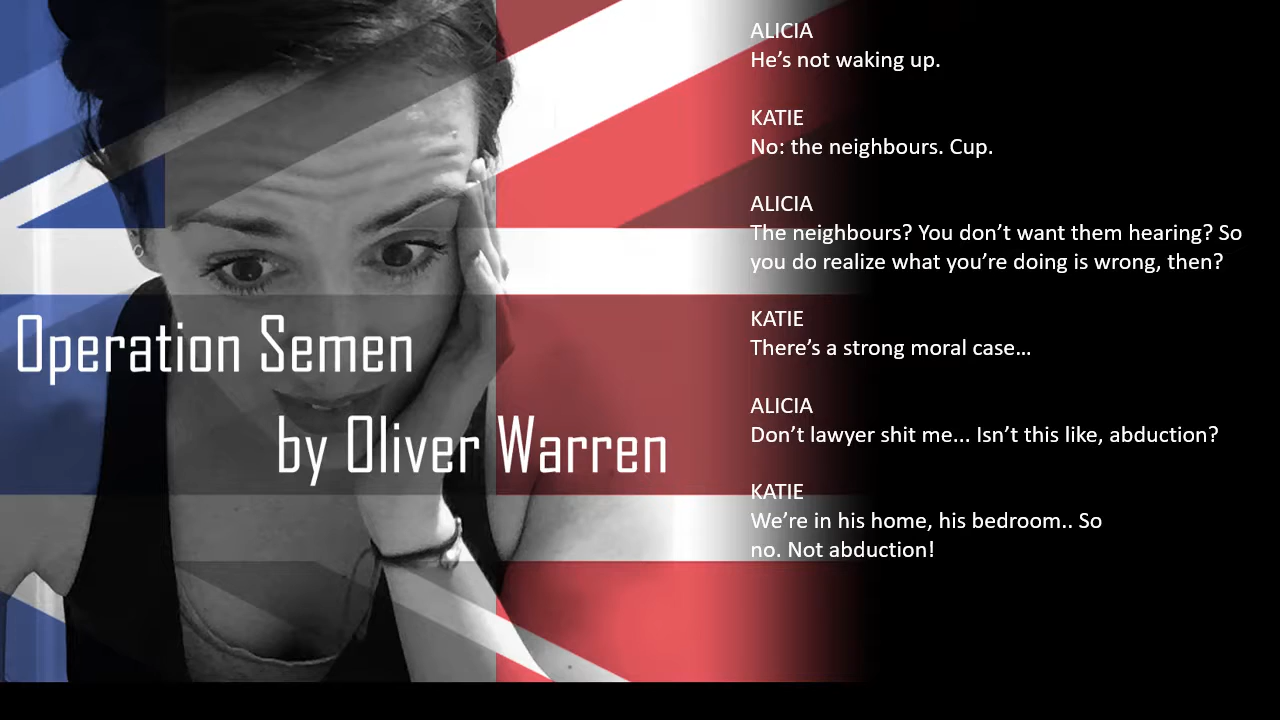 Operation Semen
by Oliver Warren
ALICIA
He’s not waking up.
KATIE
No: the neighbours. Cup.
ALICIA
The neighbours? You don’t want them hearing? So
you do realize what you’re doing is wrong, then?
KATIE
There’s a strong moral case…
ALICIA
Don’t lawyer shit me... Isn’t this like, abduction?
KATIE
We’re in his home, his bedroom.. So
no. Not abduction!